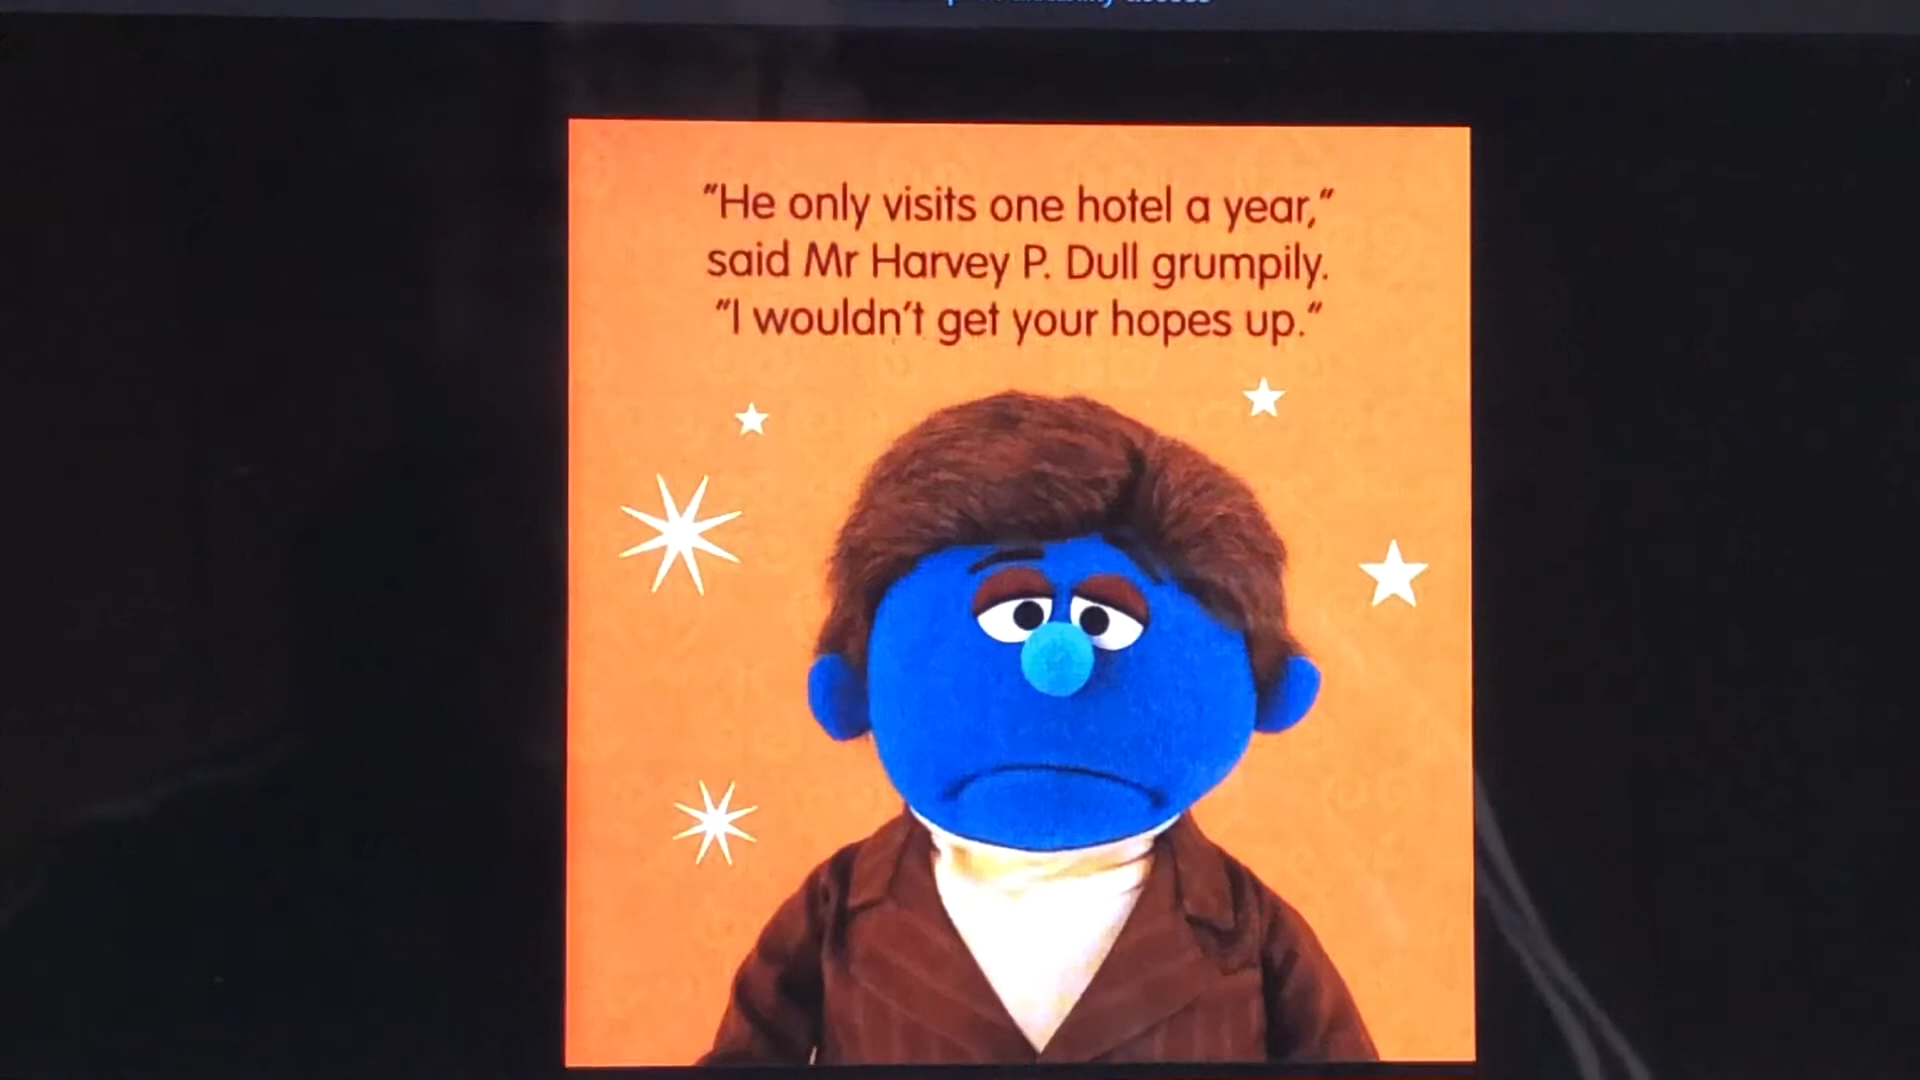 "He only visits one hotel a year,"
said Mr Harvey P. Dull grumpily.
"I wouldn't get your hopes up."